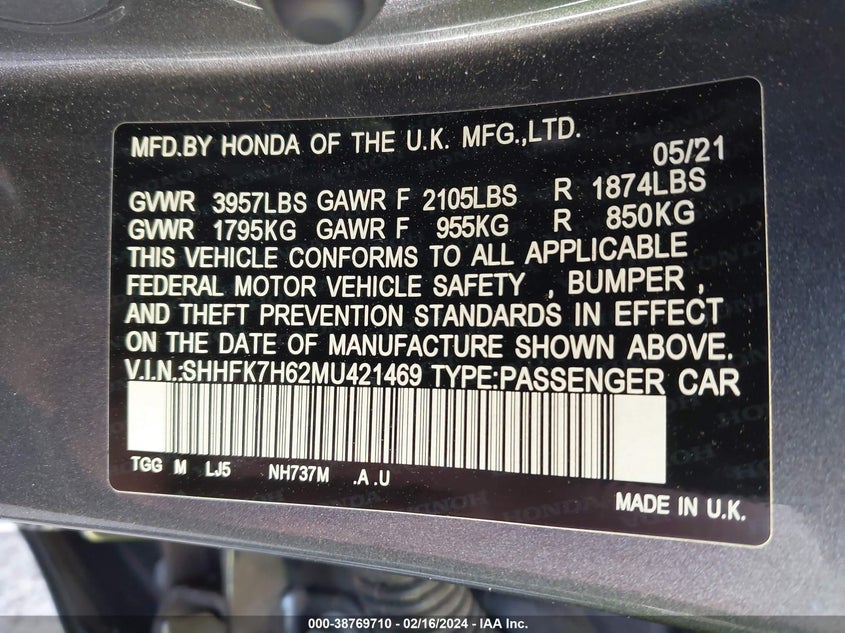 MFD.BY HONDA OF THE U.K. MFG.,LTD.
05/21
GVWR 3957LBS GAWR F 2105LBS R 1874LBS
GVWR 1795KG GAWR F 955KG R 850KG
THIS VEHICLE CONFORMS TO ALL APPLICABLE
FEDERAL MOTOR VEHICLE SAFETY , BUMPER ,
AND THEFT PREVENTION STANDARDS IN EFFECT
ON THE DATE OF MANUFACTURE SHOWN ABOVE.
V.I.N.:SHHFK7H62MU421469 TYPE:PASSENGER CAR
TGG M LJ5 NH737M .A .U
HONDA HONDA HONDA
MADE IN U.K.
000-38769710 - 02/16/2024 - IAA Inc.